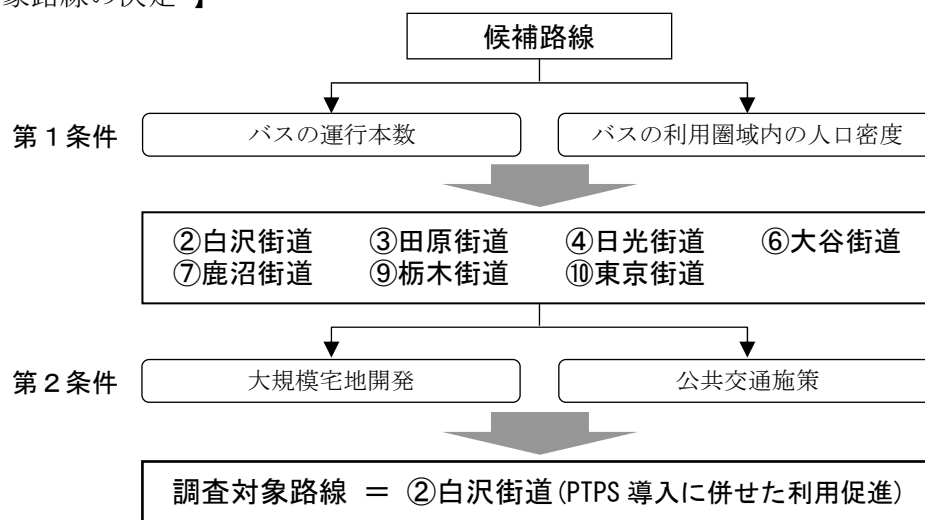 象路線の決定 】
候補路線
第1条件 バスの運行本数 バスの利用圏域内の人口密度
②白沢街道 ③田原街道 ④日光街道 ⑥大谷街道
⑦鹿沼街道 ⑨栃木街道 ⑩東京街道
第2条件 大規模宅地開発 公共交通施策
調査対象路線 = ②白沢街道(PTPS 導入に併せた利用促進)